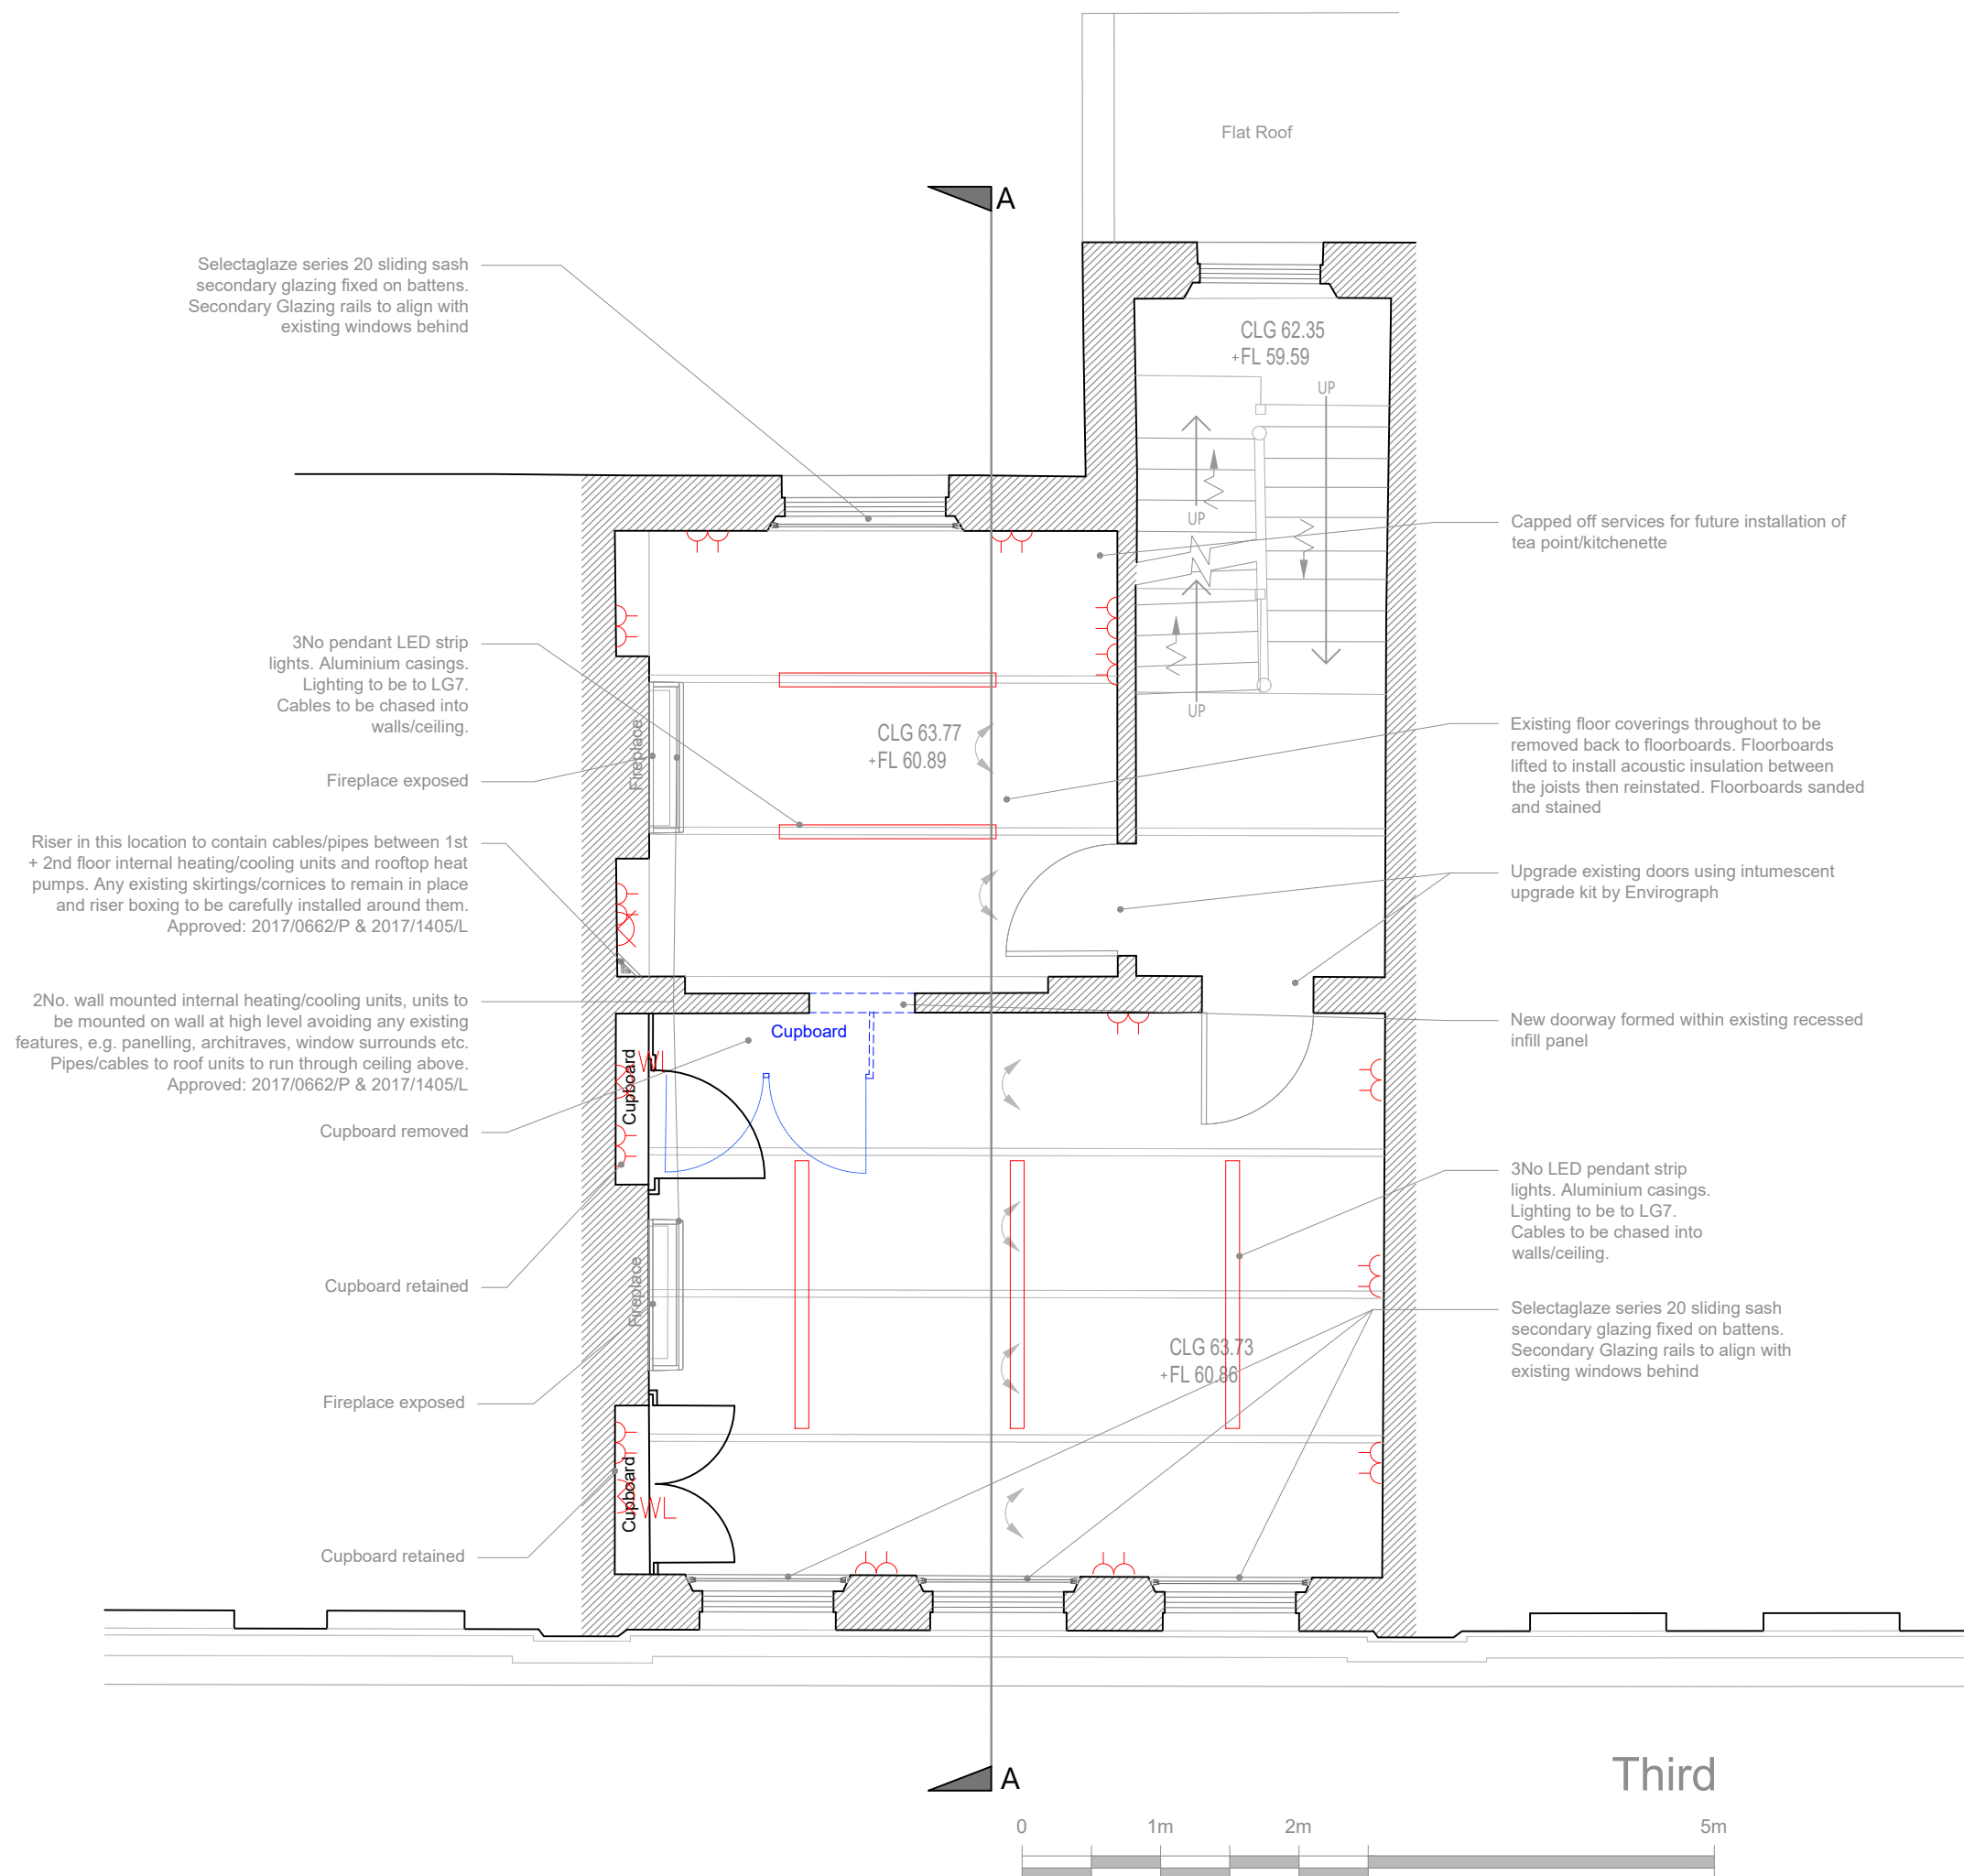 Flat Roof
A
Selectaglaze series 20 sliding sash
secondary glazing fixed on battens.
Secondary Glazing rails to align with
existing windows behind
CLG 62.35
+FL 59.59
UP
UP
UP
Capped off services for future installation of
tea point/kitchenette
3No pendant LED strip
lights. Aluminium casings.
Lighting to be to LG7.
Cables to be chased into
walls/ceiling.
Fireplace
CLG 63.77
+FL 60.89
Existing floor coverings throughout to be
removed back to floorboards. Floorboards
lifted to install acoustic insulation between
the joists then reinstated. Floorboards sanded
and stained
Fireplace exposed
Riser in this location to contain cables/pipes between 1st
+ 2nd floor internal heating/cooling units and rooftop heat
pumps. Any existing skirtings/cornices to remain in place
and riser boxing to be carefully installed around them.
Approved: 2017/0662/P & 2017/1405/L
Upgrade existing doors using intumescent
upgrade kit by Envirograph
2No. wall mounted internal heating/cooling units, units to
be mounted on wall at high level avoiding any existing
features, e.g. panelling, architraves, window surrounds etc.
Pipes/cables to roof units to run through ceiling above.
Approved: 2017/0662/P & 2017/1405/L
Cupboard
New doorway formed within existing recessed
infill panel
Cupboard
WL
Cupboard removed
3No LED pendant strip
lights. Aluminium casings.
Lighting to be to LG7.
Cables to be chased into
walls/ceiling.
Cupboard retained
Fireplace
CLG 63.73
+FL 60.86
Selectaglaze series 20 sliding sash
secondary glazing fixed on battens.
Secondary Glazing rails to align with
existing windows behind
Fireplace exposed
Cupboard
WL
Cupboard retained
A
Third
0 1m 2m 5m